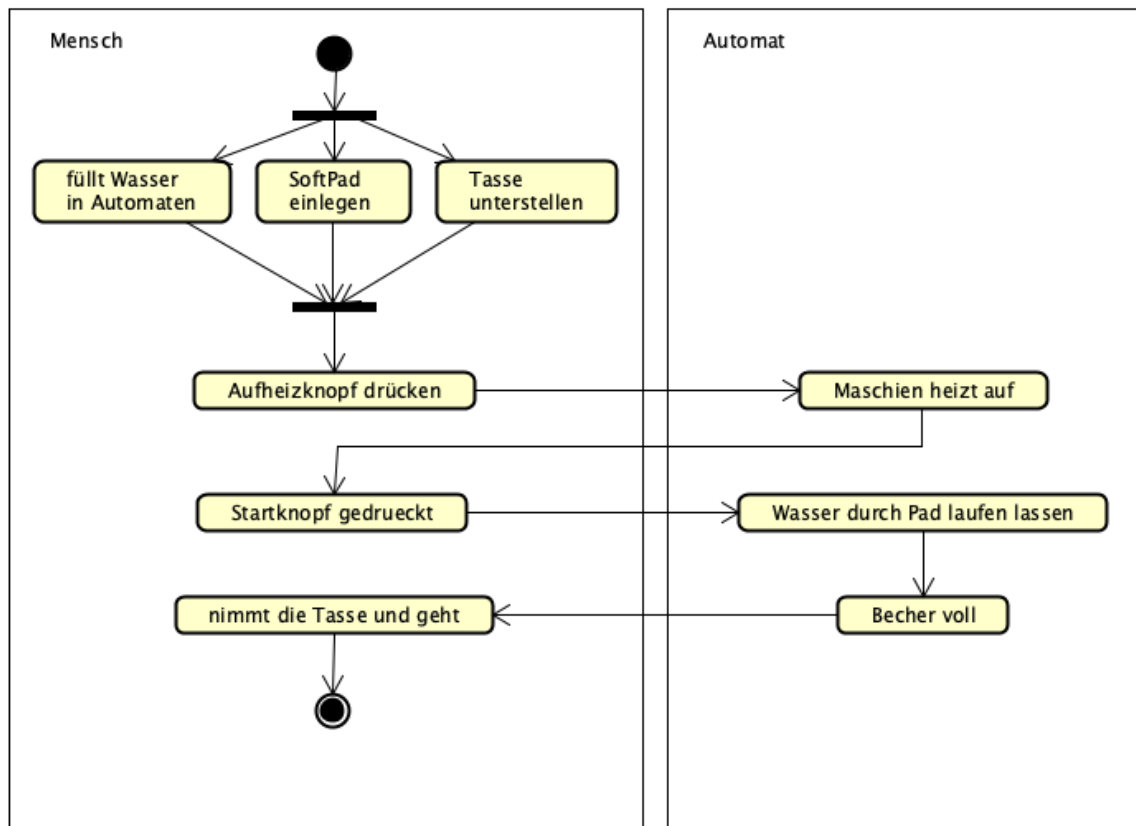 Mensch
Automat
füllt Wasser
in Automaten
SoftPad
einlegen
Tasse
unterstellen
Aufheizknopf drücken
Maschien heizt auf
Startknopf gedrueckt
Wasser durch Pad laufen lassen
nimmt die Tasse und geht
Becher voll